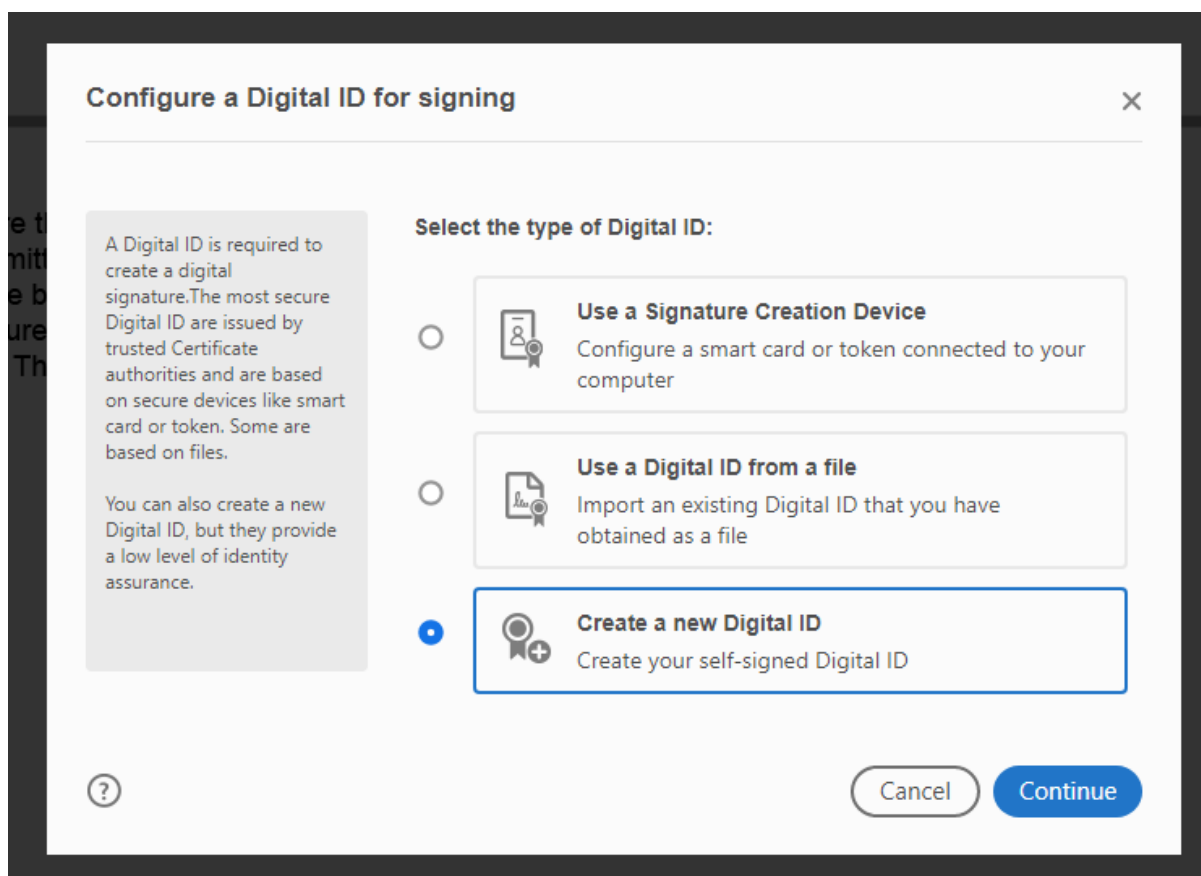 Configure a Digital ID for signing
A Digital ID is required to
create a digital
signature.The most secure
Digital ID are issued by
trusted Certificate
authorities and are based
on secure devices like smart
card or token. Some are
based on files.
You can also create a new
Digital ID, but they provide
a low level of identity
assurance.
Select the type of Digital ID:
Use a Signature Creation Device
Configure a smart card or token connected to your
computer
Use a Digital ID from a file
Import an existing Digital ID that you have
obtained as a file
Create a new Digital ID
Create your self-signed Digital ID
?
Cancel
Continue